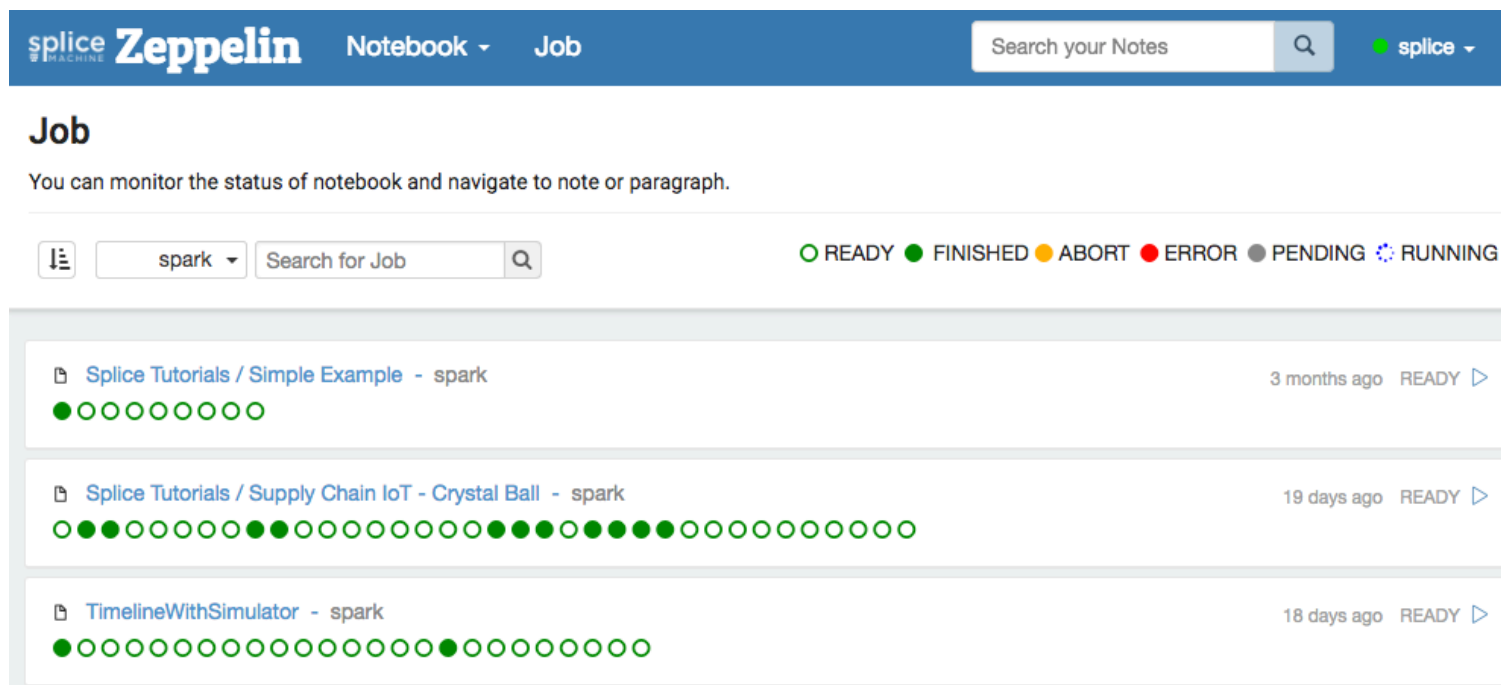 splice MACHINE Zeppelin Notebook Job Search your Notes splice
Job
You can monitor the status of notebook and navigate to note or paragraph.
spark Search for Job READY FINISHED ABORT ERROR PENDING RUNNING
Splice Tutorials / Simple Example - spark 3 months ago READY
Splice Tutorials / Supply Chain IoT - Crystal Ball - spark 19 days ago READY
TimelineWithSimulator - spark 18 days ago READY